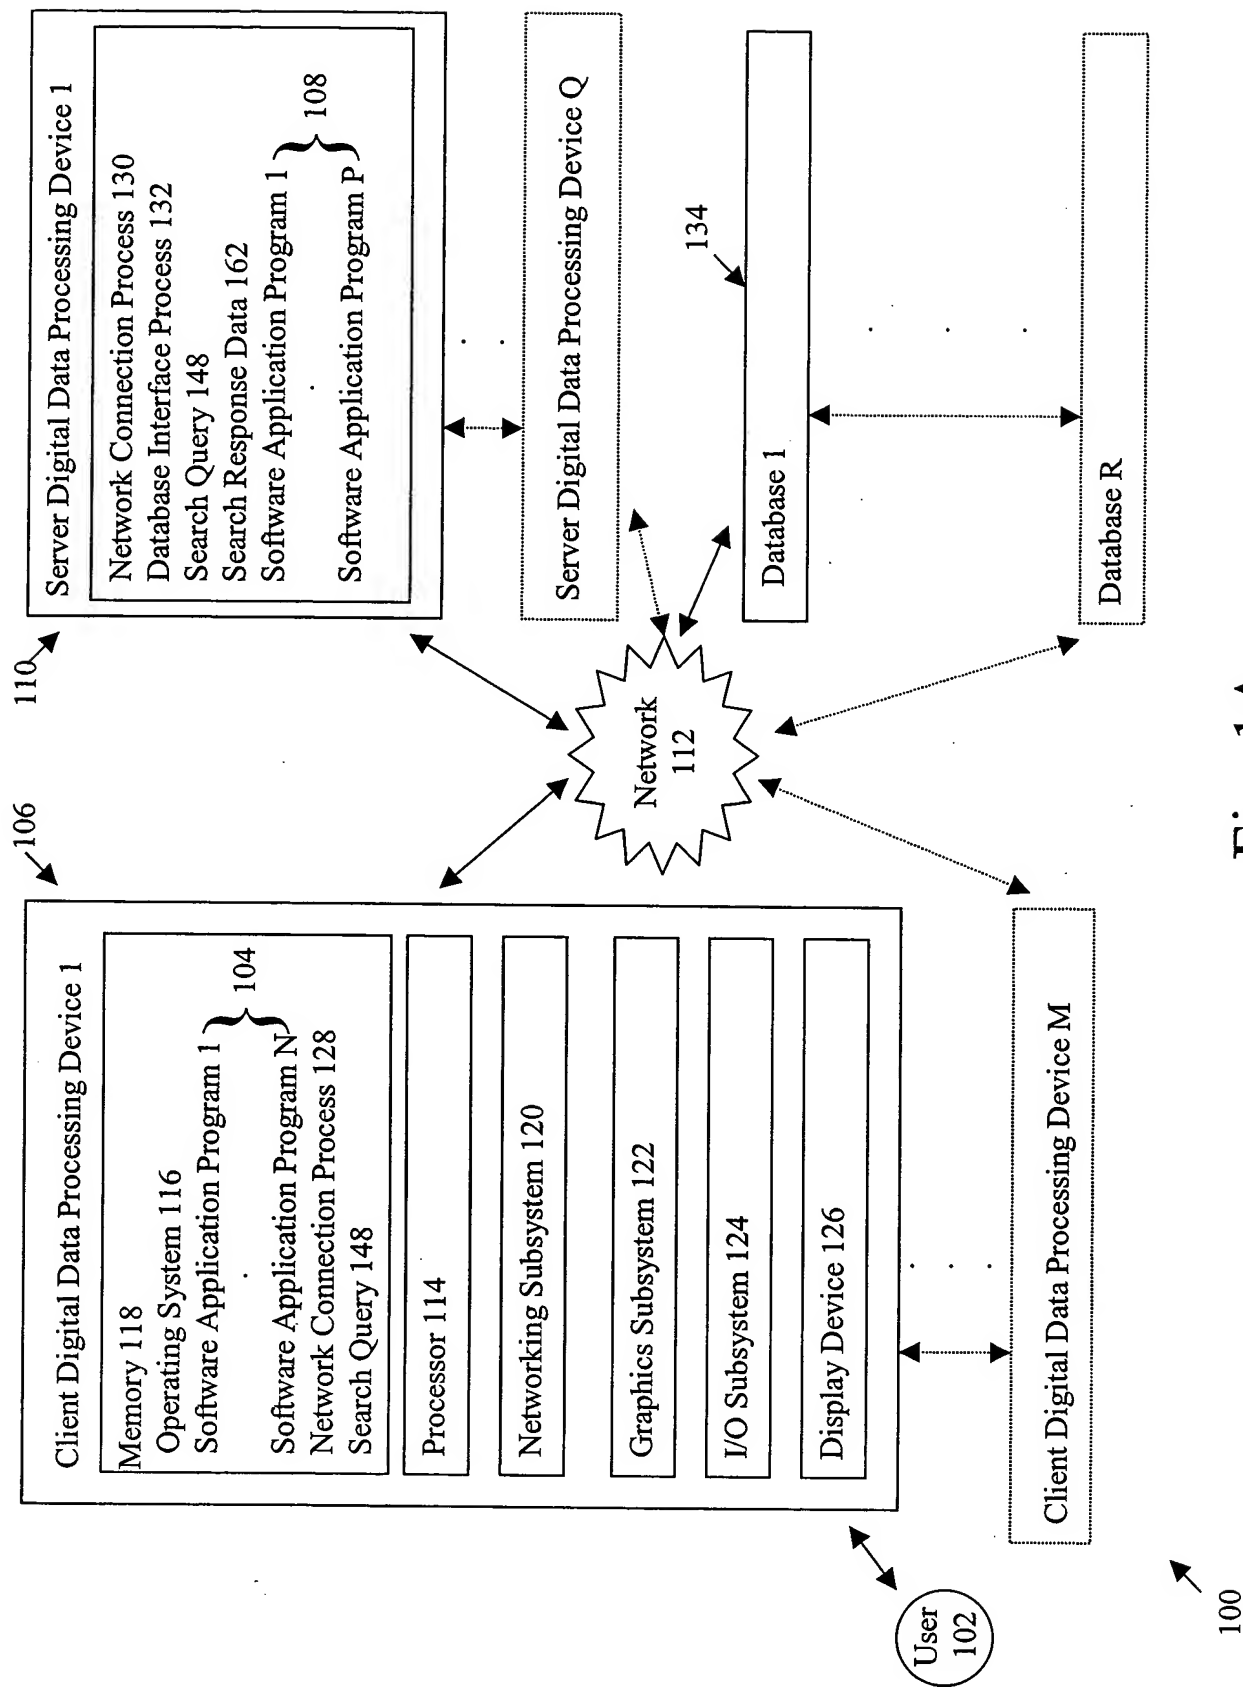 106
Client Digital Data Processing Device 1
Memory 118
Operating System 116
Software Application Program 1
.
Software Application Program N
104
Network Connection Process 128
Search Query 148
Processor 114
Networking Subsystem 120
Graphics Subsystem 122
I/O Subsystem 124
Display Device 126
. . .
Client Digital Data Processing Device M
User
102
100
Network
112
110
Server Digital Data Processing Device 1
Network Connection Process 130
Database Interface Process 132
Search Query 148
Search Response Data 162
Software Application Program 1
.
Software Application Program P
108
. .
Server Digital Data Processing Device Q
134
Database 1
. . .
Database R